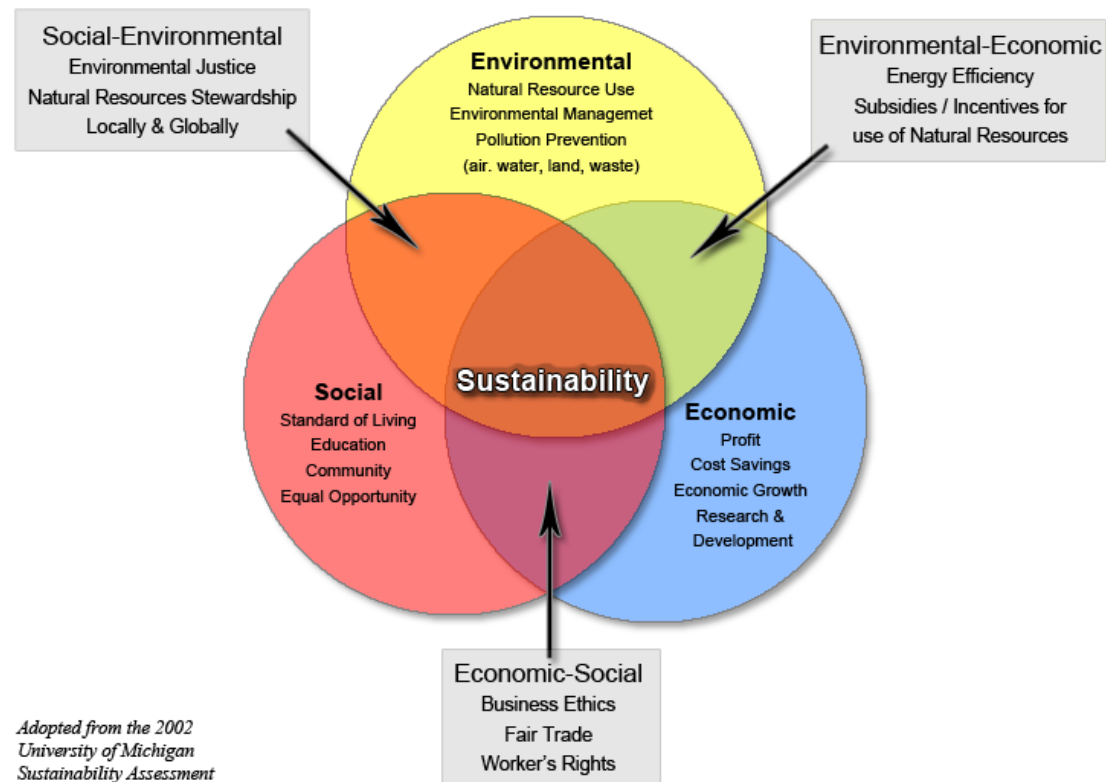 Social-Environmental
Environmental Justice
Natural Resources Stewardship
Locally & Globally
Environmental
Natural Resource Use
Environmental Managemet
Pollution Prevention
(air. water, land, waste)
Environmental-Economic
Energy Efficiency
Subsidies / Incentives for
use of Natural Resources
Sustainability
Social
Standard of Living
Education
Community
Equal Opportunity
Economic
Profit
Cost Savings
Economic Growth
Research &
Development
Economic-Social
Business Ethics
Fair Trade
Worker's Rights
Adopted from the 2002
University of Michigan
Sustainability Assessment